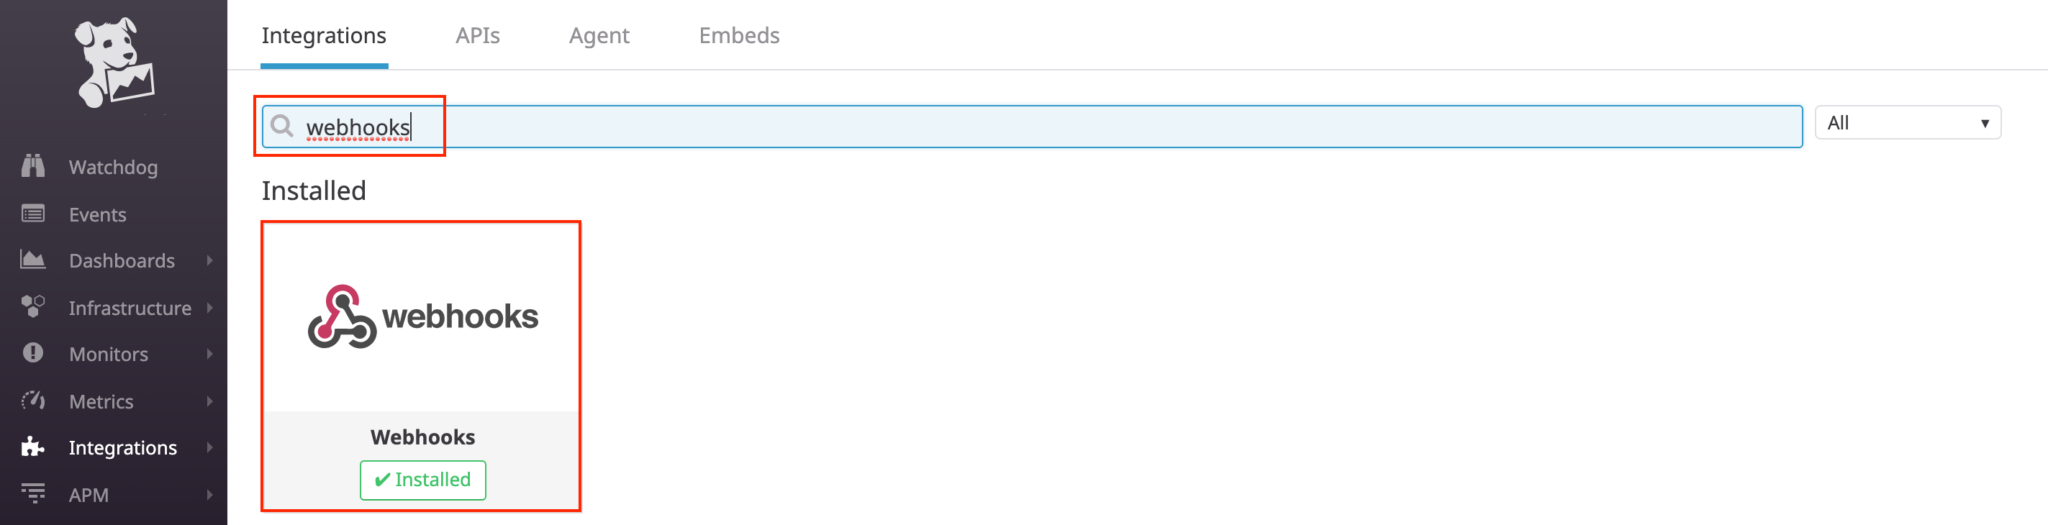 Integrations
APIs
Agent
Embeds
webhooks
All
Installed
webhooks
Webhooks
✔ Installed
Watchdog
Events
Dashboards
Infrastructure
Monitors
Metrics
Integrations
APM